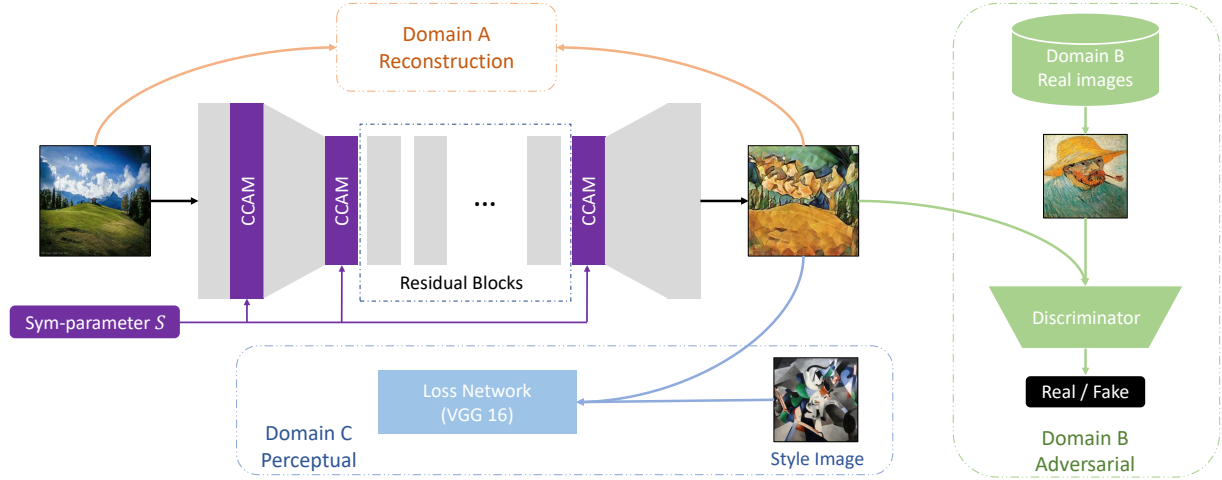 Domain A
Reconstruction
Domain B
Real images
CCAM
CCAM
...
CCAM
Residual Blocks
Sym-parameter S
Discriminator
Loss Network
(VGG 16)
Real / Fake
Domain C
Perceptual
Style Image
Domain B
Adversarial